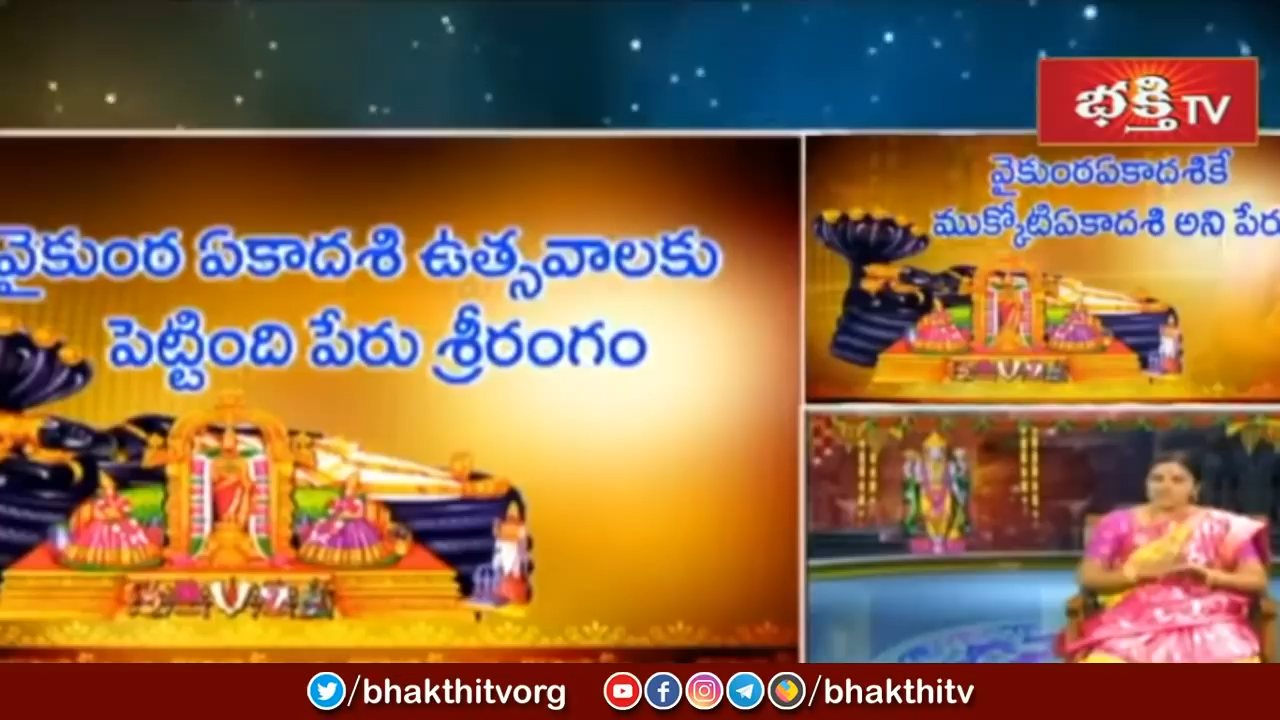 భక్తి TV
వైకుంఠ ఏకాదశి ఉత్సవాలకు
పెట్టింది పేరు శ్రీరంగం
వైకుంఠఏకాదశికే
ముక్కోటిఏకాదశి అని పేరు
/bhakthitvorg /bhakthitv